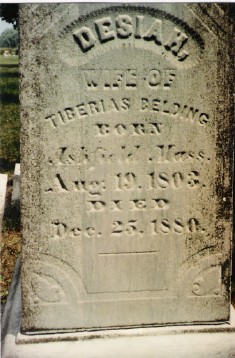 DESIAH,
WIFE OF
TIBERIAS BELDING
BORN
Ashfield Mass.
Aug. 19. 1803.
DIED
Dec. 25. 1880.